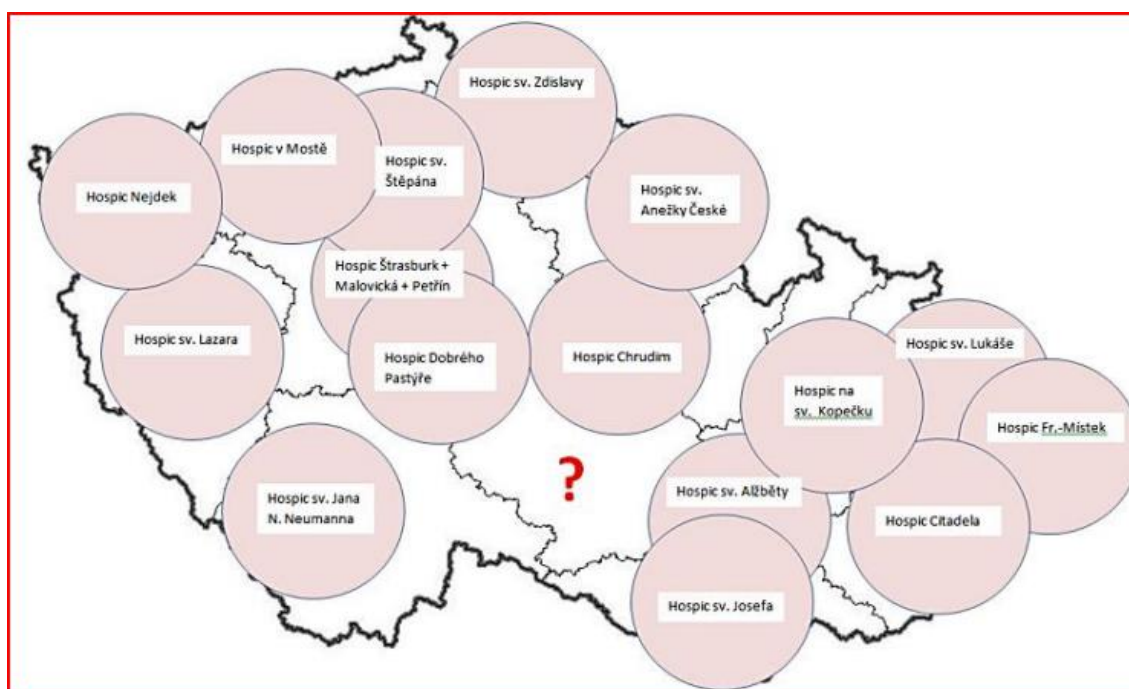 Hospic sv. Zdislavy
Hospic v Mostě
Hospic sv.
Štěpána
Hospic Nejdek
Hospic sv.
Anežky České
Hospic Štrasburk +
Malovická + Petřín
Hospic sv. Lazara
Hospic Dobrého
Pastýře
Hospic Chrudim
Hospic sv. Lukáše
Hospic na
sv. Kopečku
Hospic Fr.-Místek
?
Hospic sv. Alžběty
Hospic sv. Jana
N. Neumanna
Hospic Citadela
Hospic sv. Josefa